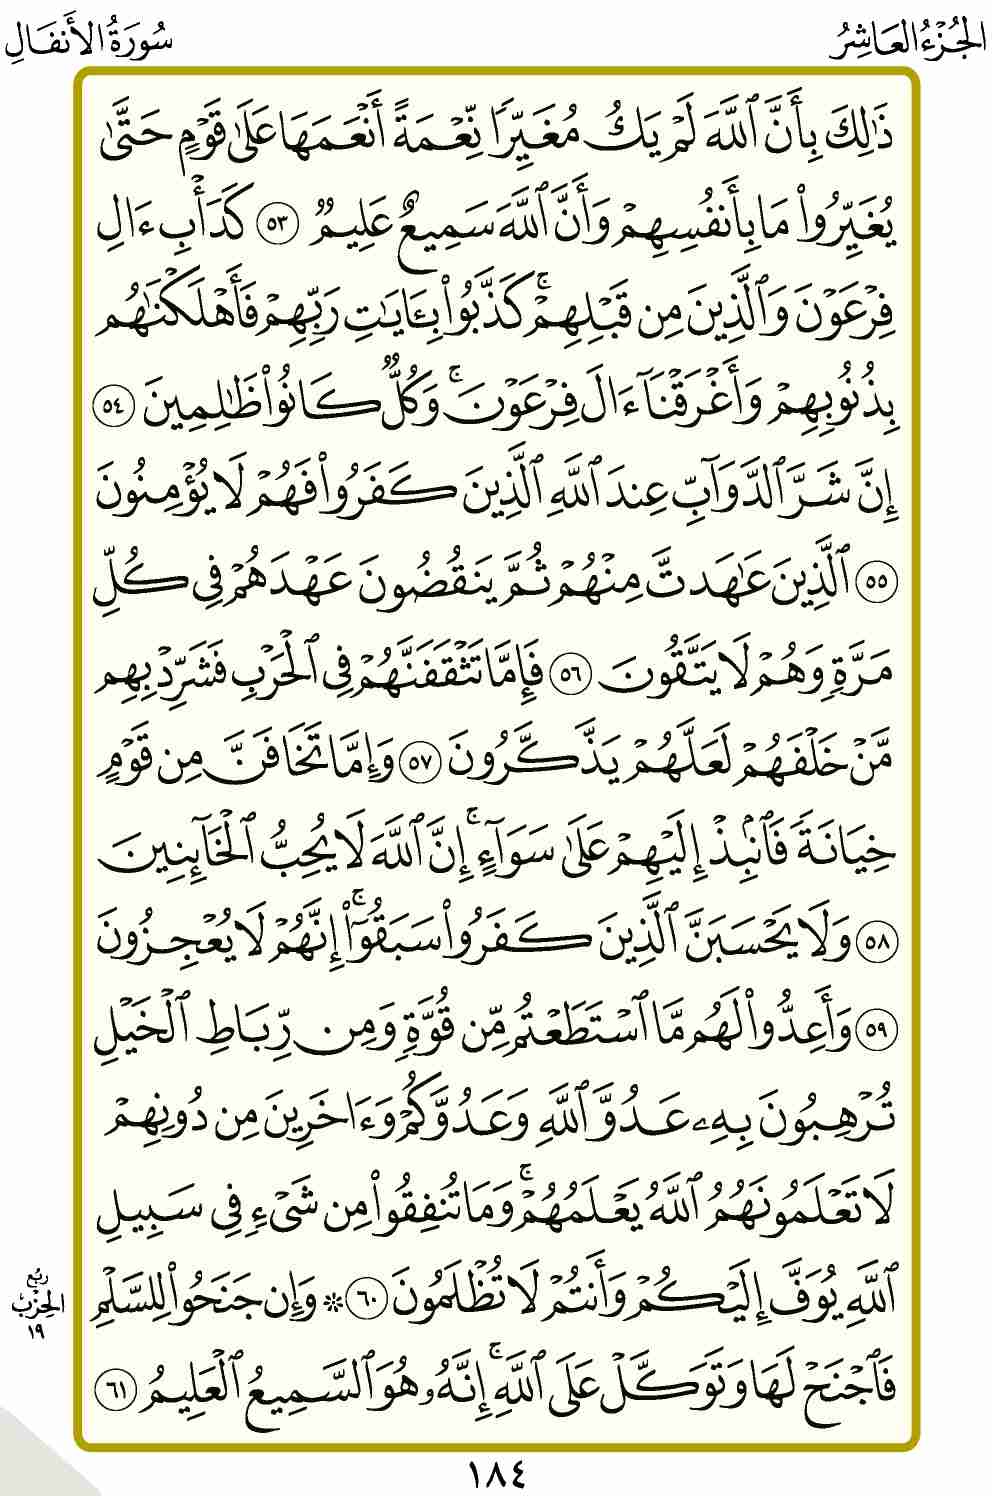 الجُزْءُ العَاشِرُ
سُورَةُ الأَنفَالِ
ذَٰلِكَ بِأَنَّ ٱللَّهَ لَمْ يَكُ مُغَيِّرًا نِّعْمَةً أَنْعَمَهَا عَلَىٰ قَوْمٍ حَتَّىٰ
يُغَيِّرُوا۟ مَا بِأَنفُسِهِمْ وَأَنَّ ٱللَّهَ سَمِيعٌ عَلِيمٌ ٥٣ كَدَأْبِ ءَالِ
فِرْعَوْنَ وَٱلَّذِينَ مِن قَبْلِهِمْ ۚ كَذَّبُوا۟ بِـَٔايَٰتِ رَبِّهِمْ فَأَهْلَكْنَٰهُم
بِذُنُوبِهِمْ وَأَغْرَقْنَآ ءَالَ فِرْعَوْنَ ۚ وَكُلٌّ كَانُوا۟ ظَٰلِمِينَ ٥٤
إِنَّ شَرَّ ٱلدَّوَآبِّ عِندَ ٱللَّهِ ٱلَّذِينَ كَفَرُوا۟ فَهُمْ لَا يُؤْمِنُونَ
٥٥ ٱلَّذِينَ عَٰهَدتَّ مِنْهُمْ ثُمَّ يَنقُضُونَ عَهْدَهُمْ فِى كُلِّ
مَرَّةٍ وَهُمْ لَا يَتَّقُونَ ٥٦ فَإِمَّا تَثْقَفَنَّهُمْ فِى ٱلْحَرْبِ فَشَرِّدْ بِهِم
مَّنْ خَلْفَهُمْ لَعَلَّهُمْ يَذَّكَّرُونَ ٥٧ وَإِمَّا تَخَافَنَّ مِن قَوْمٍ
خِيَانَةً فَٱنۢبِذْ إِلَيْهِمْ عَلَىٰ سَوَآءٍ ۚ إِنَّ ٱللَّهَ لَا يُحِبُّ ٱلْخَآئِنِينَ
٥٨ وَلَا يَحْسَبَنَّ ٱلَّذِينَ كَفَرُوا۟ سَبَقُوٓا۟ ۚ إِنَّهُمْ لَا يُعْجِزُونَ
٥٩ وَأَعِدُّوا۟ لَهُم مَّا ٱسْتَطَعْتُم مِّن قُوَّةٍ وَمِن رِّبَاطِ ٱلْخَيْلِ
تُرْهِبُونَ بِهِۦ عَدُوَّ ٱللَّهِ وَعَدُوَّكُمْ وَءَاخَرِينَ مِن دُونِهِمْ
لَا تَعْلَمُونَهُمُ ٱللَّهُ يَعْلَمُهُمْ ۚ وَمَا تُنفِقُوا۟ مِن شَىْءٍ فِى سَبِيلِ
ٱللَّهِ يُوَفَّ إِلَيْكُمْ وَأَنتُمْ لَا تُظْلَمُونَ ٦٠ ۞ وَإِن جَنَحُوا۟ لِلسَّلْمِ
فَٱجْنَحْ لَهَا وَتَوَكَّلْ عَلَى ٱللَّهِ ۚ إِنَّهُۥ هُوَ ٱلسَّمِيعُ ٱلْعَلِيمُ ٦١
ربع
الحزب
١٩
١٨٤